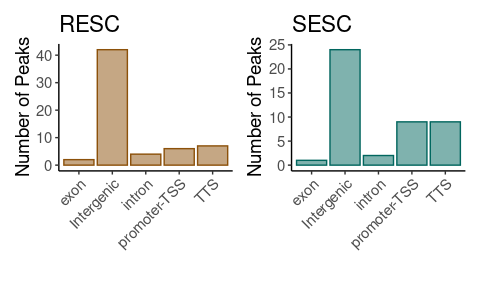 RESC
Number of Peaks
40
30
20
10
0
exon
Intergenic
intron
promoter-TSS
TTS
SESC
Number of Peaks
25
20
15
10
5
0
exon
Intergenic
intron
promoter-TSS
TTS